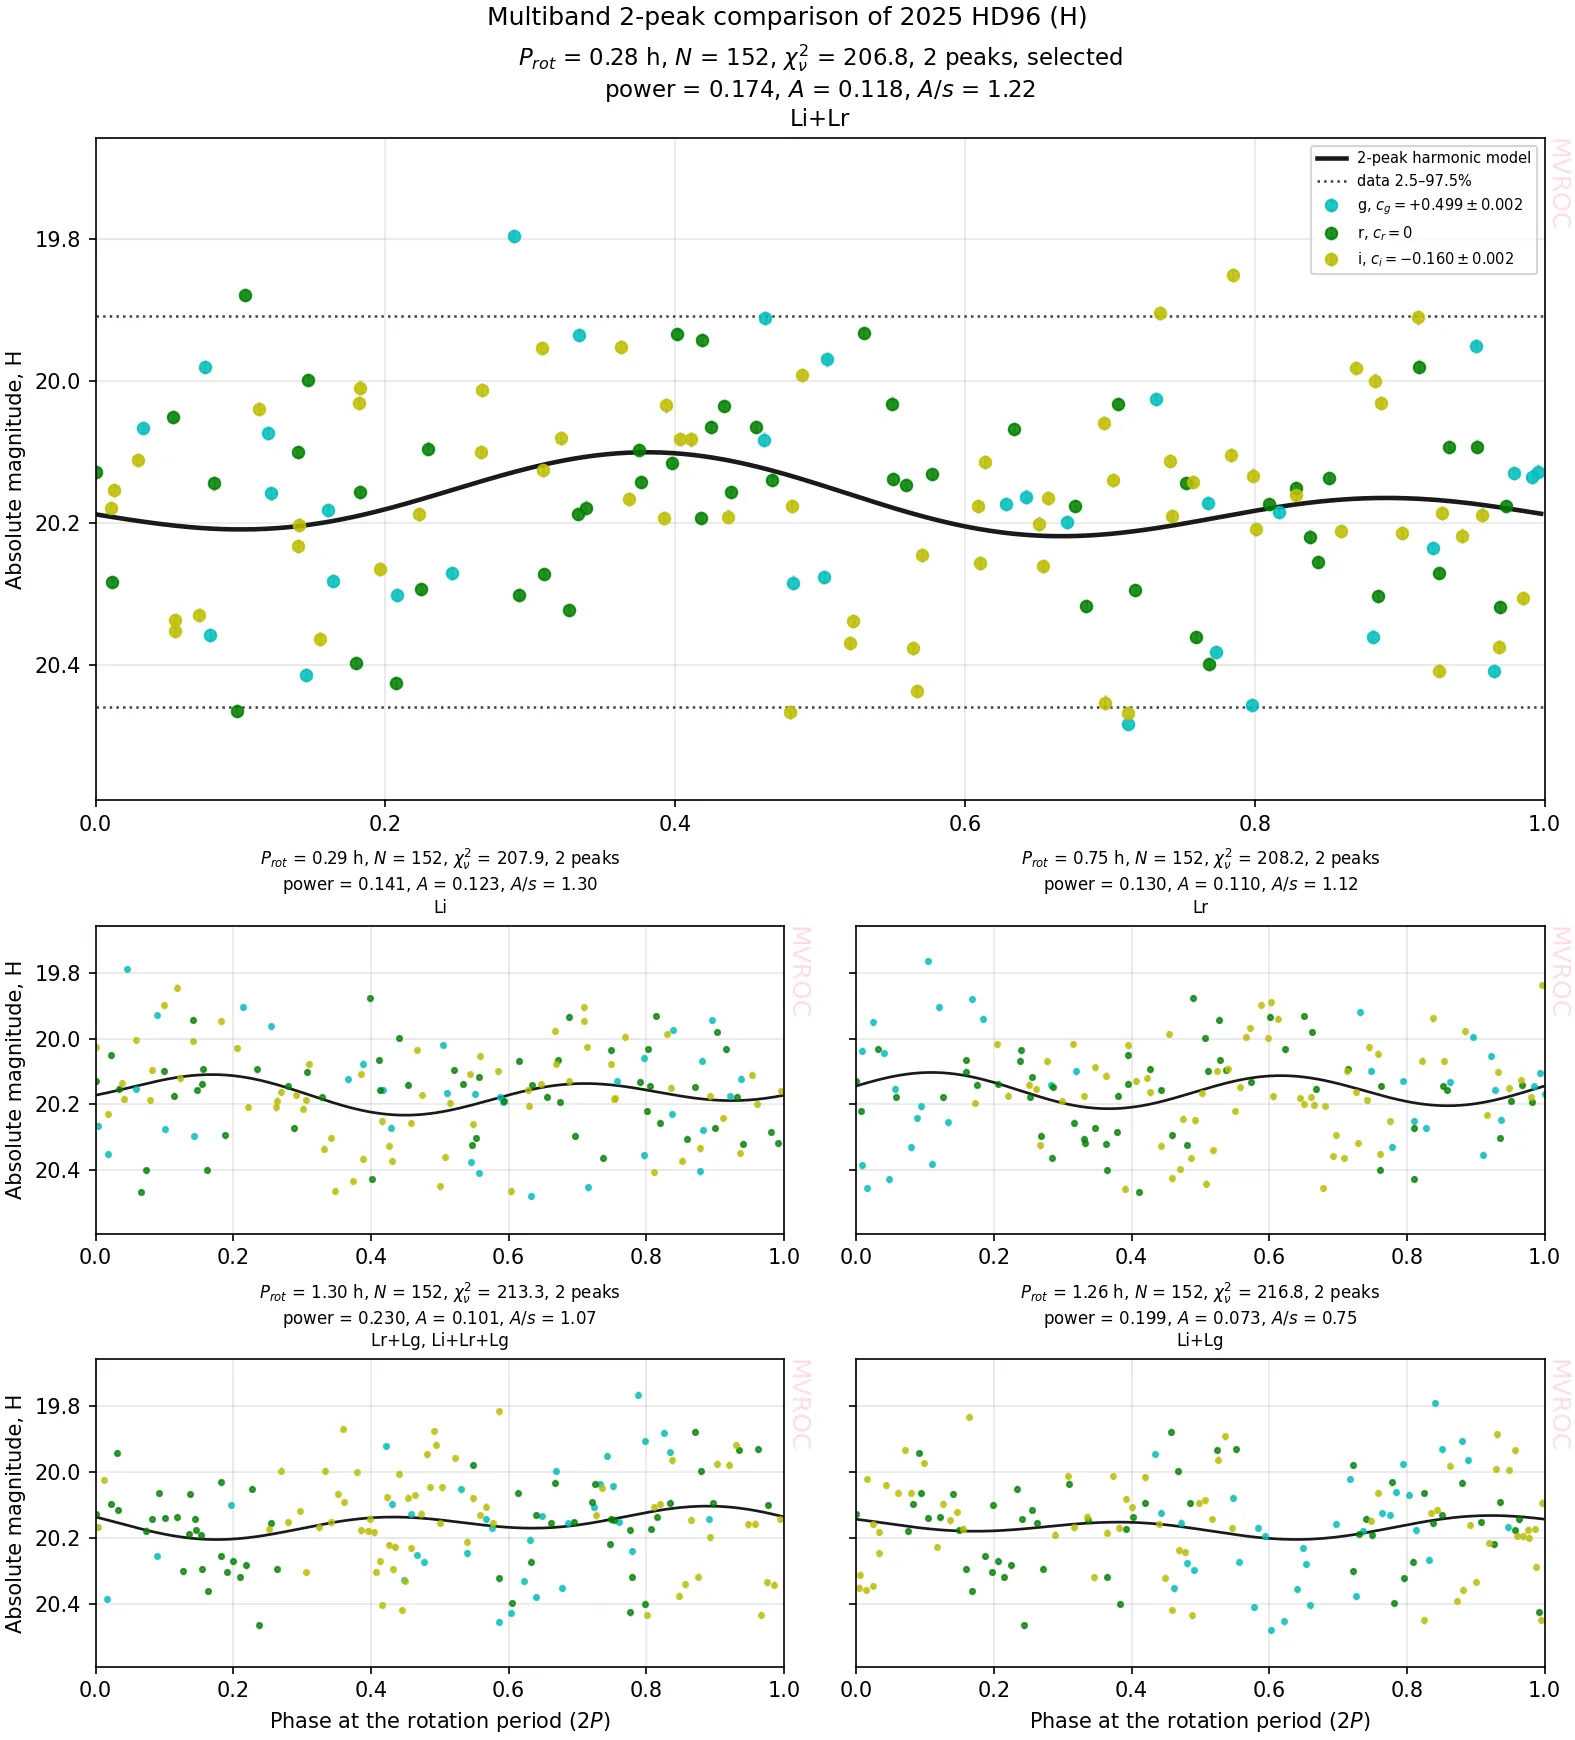 Multiband 2-peak comparison of 2025 HD96 (H)
P_rot = 0.28 h, N = 152, χ²_ν = 206.8, 2 peaks, selected
power = 0.174, A = 0.118, A/s = 1.22
Li+Lr
MVROC
2-peak harmonic model
data 2.5–97.5%
g, c_g = +0.499 ± 0.002
r, c_r = 0
i, c_i = −0.160 ± 0.002
Absolute magnitude, H
19.8
20.0
20.2
20.4
0.0 0.2 0.4 0.6 0.8 1.0
P_rot = 0.29 h, N = 152, χ²_ν = 207.9, 2 peaks
power = 0.141, A = 0.123, A/s = 1.30
Li
MVROC
Absolute magnitude, H
19.8
20.0
20.2
20.4
0.0 0.2 0.4 0.6 0.8 1.0
P_rot = 0.75 h, N = 152, χ²_ν = 208.2, 2 peaks
power = 0.130, A = 0.110, A/s = 1.12
Lr
MVROC
0.0 0.2 0.4 0.6 0.8 1.0
P_rot = 1.30 h, N = 152, χ²_ν = 213.3, 2 peaks
power = 0.230, A = 0.101, A/s = 1.07
Lr+Lg, Li+Lr+Lg
MVROC
Absolute magnitude, H
19.8
20.0
20.2
20.4
0.0 0.2 0.4 0.6 0.8 1.0
Phase at the rotation period (2P)
P_rot = 1.26 h, N = 152, χ²_ν = 216.8, 2 peaks
power = 0.199, A = 0.073, A/s = 0.75
Li+Lg
MVROC
0.0 0.2 0.4 0.6 0.8 1.0
Phase at the rotation period (2P)